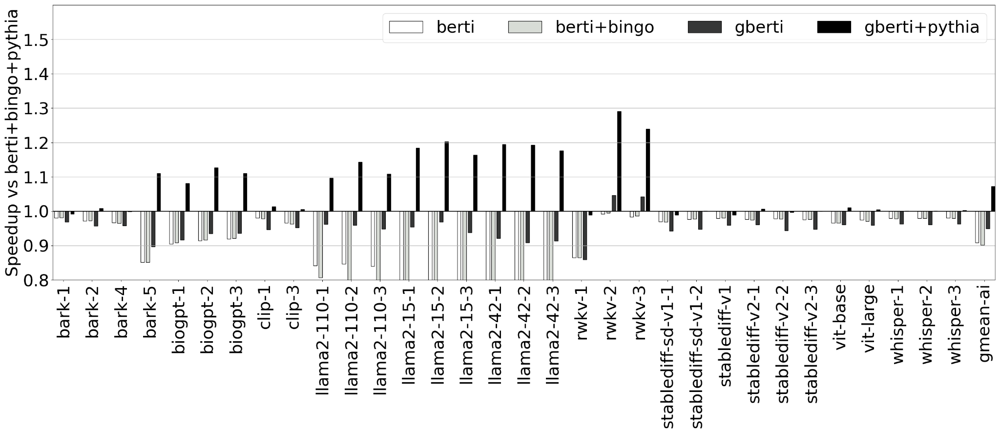 Speedup vs berti+bingo+pythia
berti
berti+bingo
gberti
gberti+pythia
1.5
1.4
1.3
1.2
1.1
1.0
0.9
0.8
bark-1
bark-2
bark-4
bark-5
biogpt-1
biogpt-2
biogpt-3
clip-1
clip-3
llama2-110-1
llama2-110-2
llama2-110-3
llama2-15-1
llama2-15-2
llama2-15-3
llama2-42-1
llama2-42-2
llama2-42-3
rwkv-1
rwkv-2
rwkv-3
stablediff-sd-v1-1
stablediff-sd-v1-2
stablediff-v1
stablediff-v2-1
stablediff-v2-2
stablediff-v2-3
vit-base
vit-large
whisper-1
whisper-2
whisper-3
gmean-ai